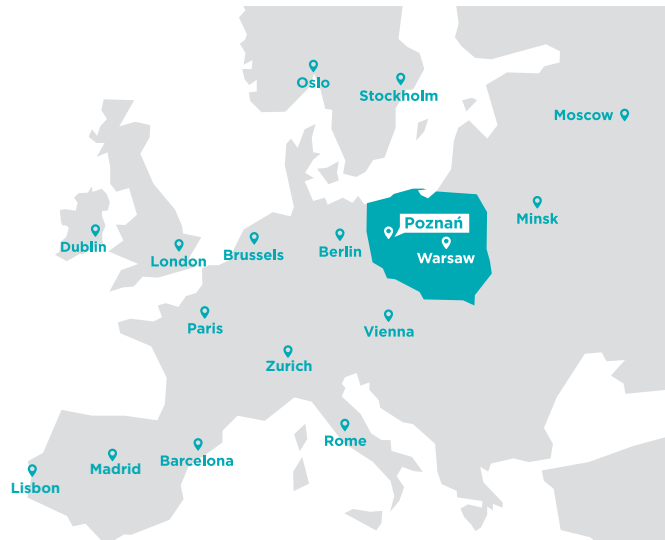 Oslo
Stockholm
Moscow
Minsk
Poznań
Dublin
London
Brussels
Berlin
Warsaw
Paris
Vienna
Zurich
Rome
Barcelona
Madrid
Lisbon